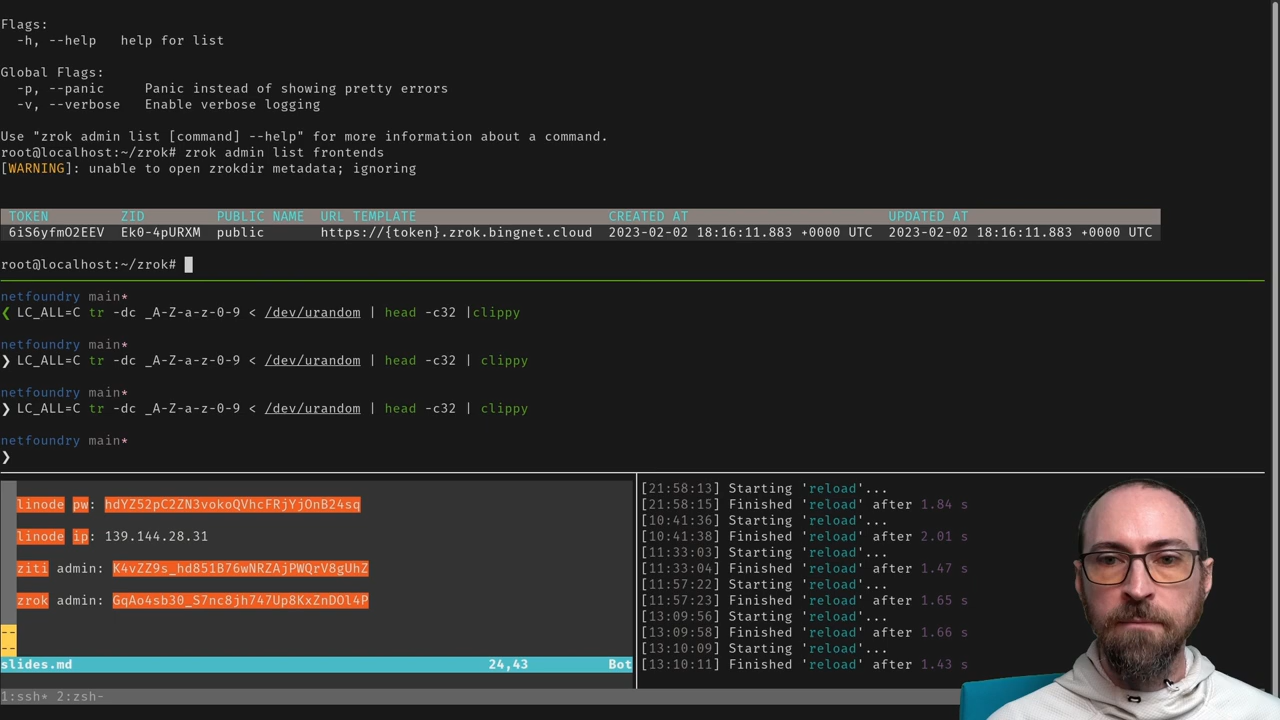 Flags:
-h, --help   help for list
Global Flags:
-p, --panic     Panic instead of showing pretty errors
-v, --verbose   Enable verbose logging
Use "zrok admin list [command] --help" for more information about a command.
root@localhost:~/zrok# zrok admin list frontends
[WARNING]: unable to open zrokdir metadata; ignoring
TOKEN ZID PUBLIC NAME URL TEMPLATE CREATED AT UPDATED AT
6iS6yfmO2EEV Ek0-4pURXM public https://{token}.zrok.bingnet.cloud 2023-02-02 18:16:11.883 +0000 UTC 2023-02-02 18:16:11.883 +0000 UTC
root@localhost:~/zrok#
netfoundry main*
❮ LC_ALL=C tr -dc _A-Z-a-z-0-9 < /dev/urandom | head -c32 |clippy
netfoundry main*
❯ LC_ALL=C tr -dc _A-Z-a-z-0-9 < /dev/urandom | head -c32 | clippy
netfoundry main*
❯ LC_ALL=C tr -dc _A-Z-a-z-0-9 < /dev/urandom | head -c32 | clippy
netfoundry main*
❯
linode pw: hdYZ52pC2ZN3vokoQVhcFRjYjOnB24sq
linode ip: 139.144.28.31
ziti admin: K4vZZ9s_hd851B76wNRZAjPWQrV8gUhZ
zrok admin: GqAo4sb30_S7nc8jh747Up8KxZnDOl4P
--
--
slides.md 24,43 Bot
[21:58:13] Starting 'reload'...
[21:58:15] Finished 'reload' after 1.84 s
[10:41:36] Starting 'reload'...
[10:41:38] Finished 'reload' after 2.01 s
[11:33:03] Starting 'reload'...
[11:33:04] Finished 'reload' after 1.47 s
[11:57:22] Starting 'reload'...
[11:57:23] Finished 'reload' after 1.65 s
[13:09:56] Starting 'reload'...
[13:09:58] Finished 'reload' after 1.66 s
[13:10:09] Starting 'reload'...
[13:10:11] Finished 'reload' after 1.43 s
1:ssh* 2:zsh-